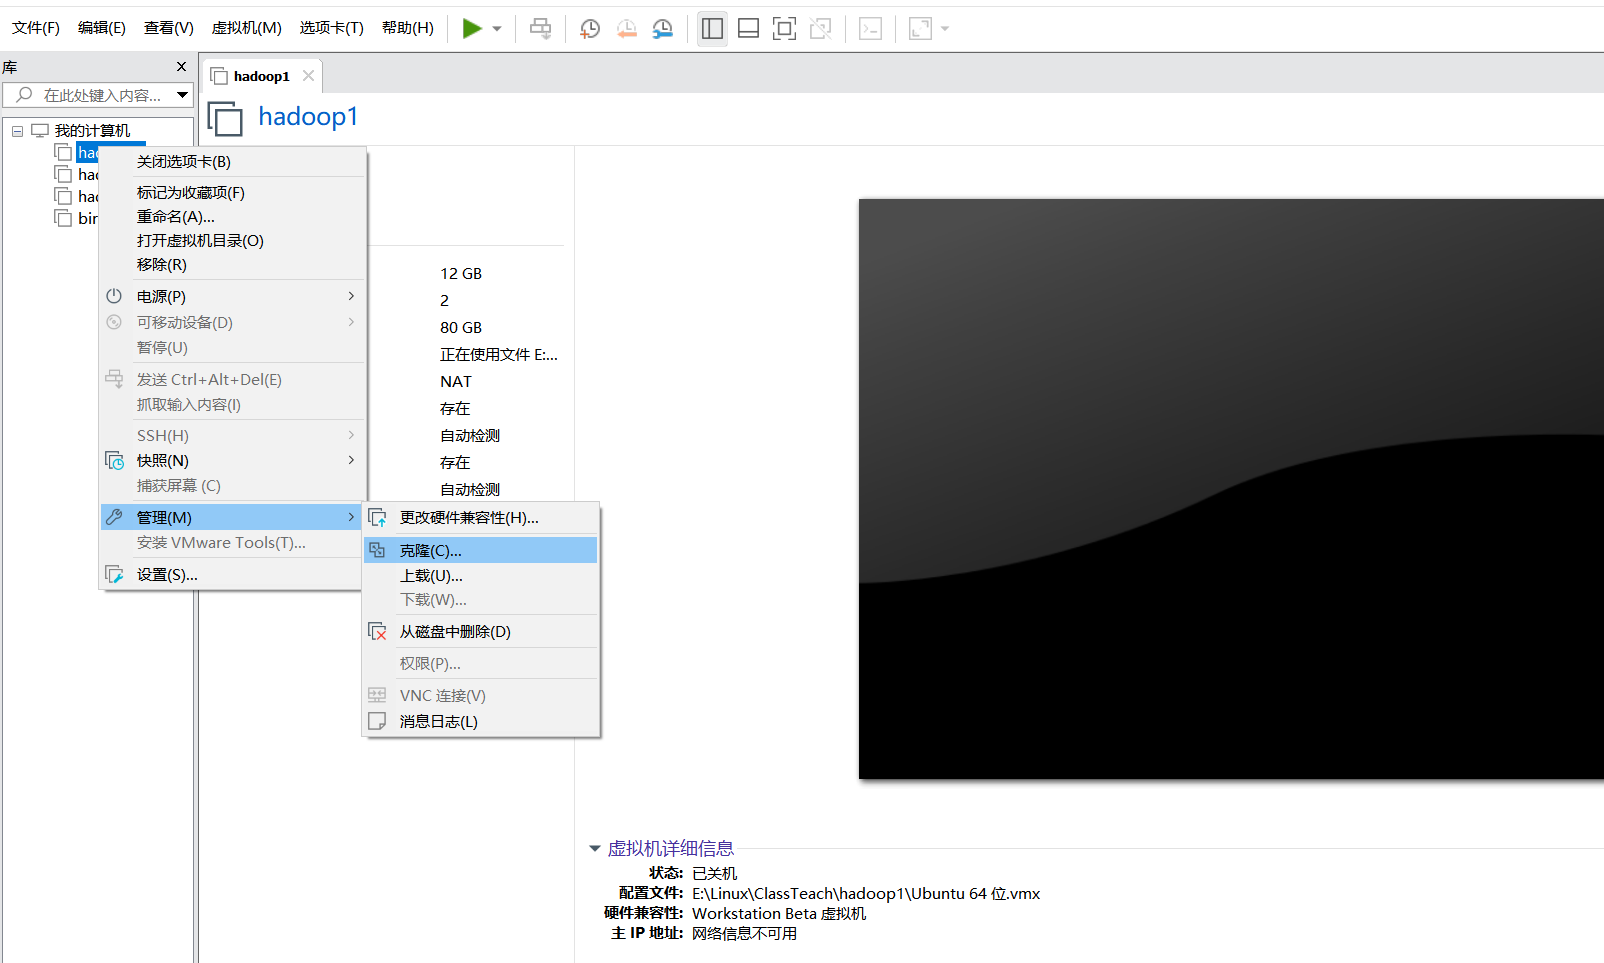 文件(F) 编辑(E) 查看(V) 虚拟机(M) 选项卡(T) 帮助(H)
库
在此处键入内容...
我的计算机
hadoop1
hadoop1
关闭选项卡(B)
标记为收藏项(F)
重命名(A)...
打开虚拟机目录(O)
移除(R)
电源(P)
可移动设备(D)
暂停(U)
发送 Ctrl+Alt+Del(E)
抓取输入内容(I)
SSH(H)
快照(N)
捕获屏幕 (C)
管理(M)
安装 VMware Tools(T)...
设置(S)...
12 GB
2
80 GB
正在使用文件 E:...
NAT
存在
自动检测
存在
自动检测
更改硬件兼容性(H)...
克隆(C)...
上载(U)...
下载(W)...
从磁盘中删除(D)
权限(P)...
VNC 连接(V)
消息日志(L)
虚拟机详细信息
状态: 已关机
配置文件: E:\Linux\ClassTeach\hadoop1\Ubuntu 64 位.vmx
硬件兼容性: Workstation Beta 虚拟机
主 IP 地址: 网络信息不可用